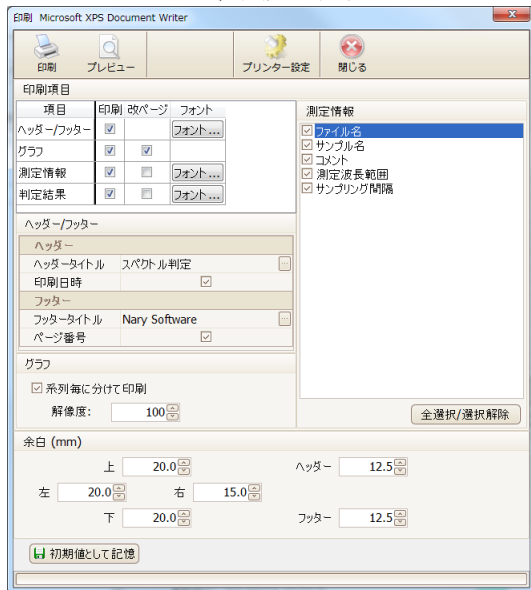 印刷 Microsoft XPS Document Writer
印刷 プレビュー プリンター設定 閉じる
印刷項目
項目 印刷 改ページ フォント
ヘッダー/フッター フォント...
グラフ
測定情報 フォント...
判定結果 フォント...
測定情報
ファイル名
サンプル名
コメント
測定波長範囲
サンプリング間隔
ヘッダー/フッター
ヘッダー
ヘッダータイトル スペクトル判定
印刷日時
フッター
フッタータイトル Nary Software
ページ番号
グラフ
系列毎に分けて印刷
解像度: 100
全選択/選択解除
余白 (mm)
上 20.0 ヘッダー 12.5
左 20.0 右 15.0
下 20.0 フッター 12.5
初期値として記憶